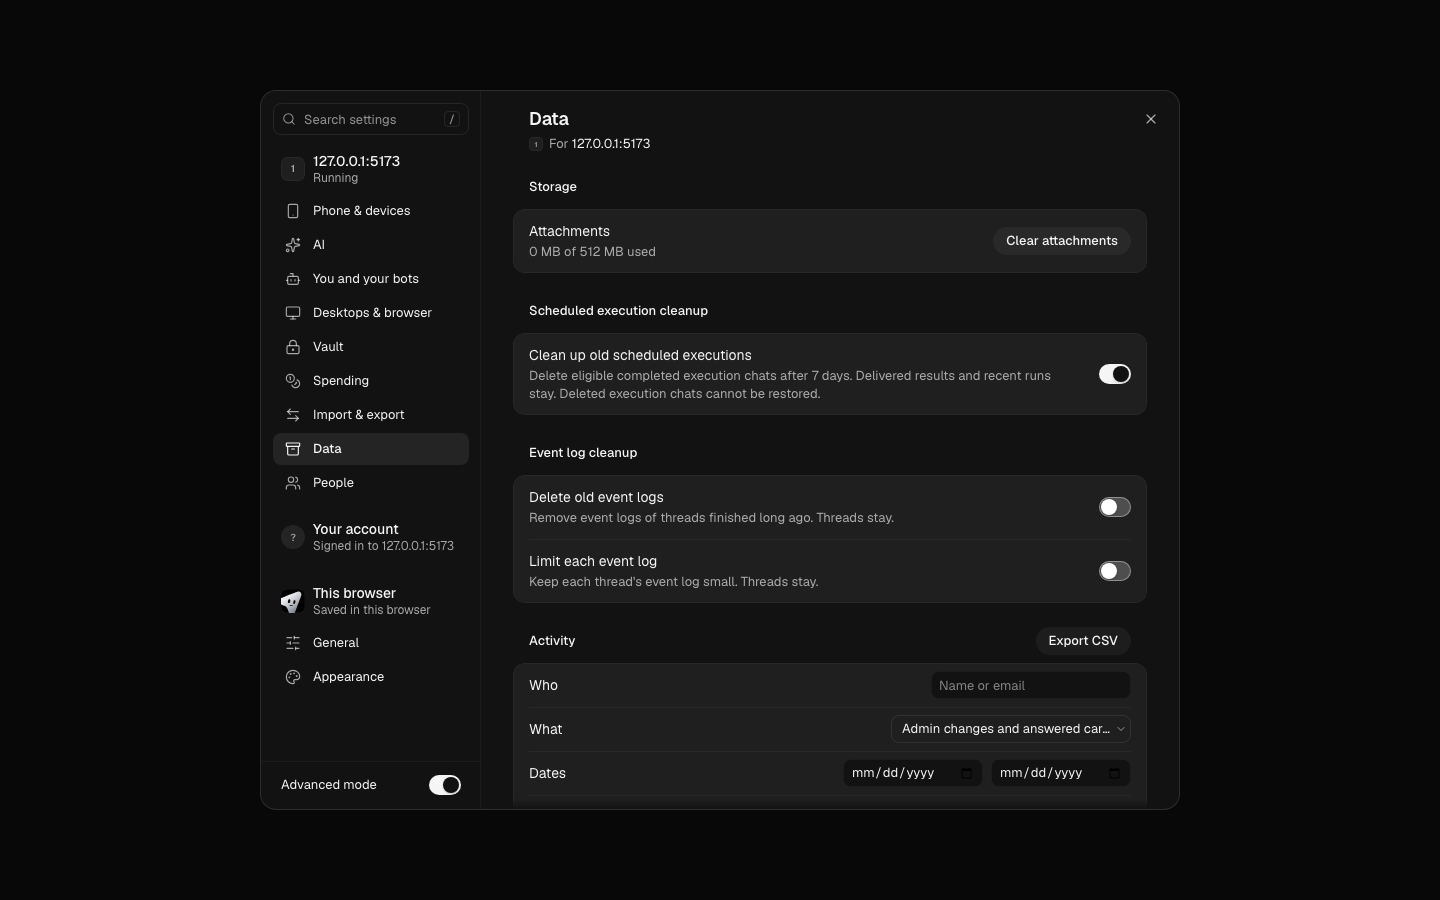 Search settings
/
1
127.0.0.1:5173
Running
Phone & devices
AI
You and your bots
Desktops & browser
Vault
Spending
Import & export
Data
People
?
Your account
Signed in to 127.0.0.1:5173
This browser
Saved in this browser
General
Appearance
Advanced mode
Data
1
For 127.0.0.1:5173
Storage
Attachments
0 MB of 512 MB used
Clear attachments
Scheduled execution cleanup
Clean up old scheduled executions
Delete eligible completed execution chats after 7 days. Delivered results and recent runs
stay. Deleted execution chats cannot be restored.
Event log cleanup
Delete old event logs
Remove event logs of threads finished long ago. Threads stay.
Limit each event log
Keep each thread's event log small. Threads stay.
Activity
Export CSV
Who
Name or email
What
Admin changes and answered car...
Dates
mm/dd/yyyy
mm/dd/yyyy